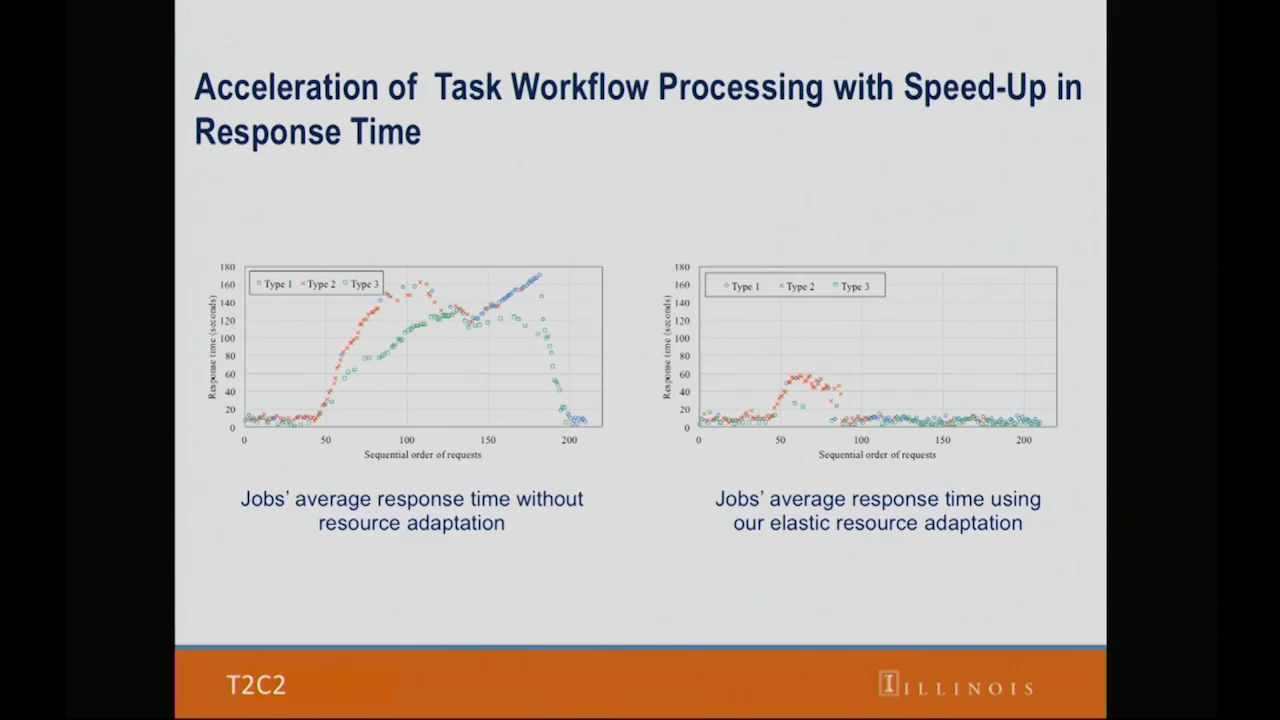 Acceleration of Task Workflow Processing with Speed-Up in
Response Time
180
160
140
120
100
80
60
40
20
0
Response time (seconds)
Type 1 Type 2 Type 3
0 50 100 150 200
Sequential order of requests
180
160
140
120
100
80
60
40
20
0
Response time (seconds)
Type 1 Type 2 Type 3
0 50 100 150 200
Sequential order of requests
Jobs' average response time without
resource adaptation
Jobs' average response time using
our elastic resource adaptation
T2C2
I ILLINOIS